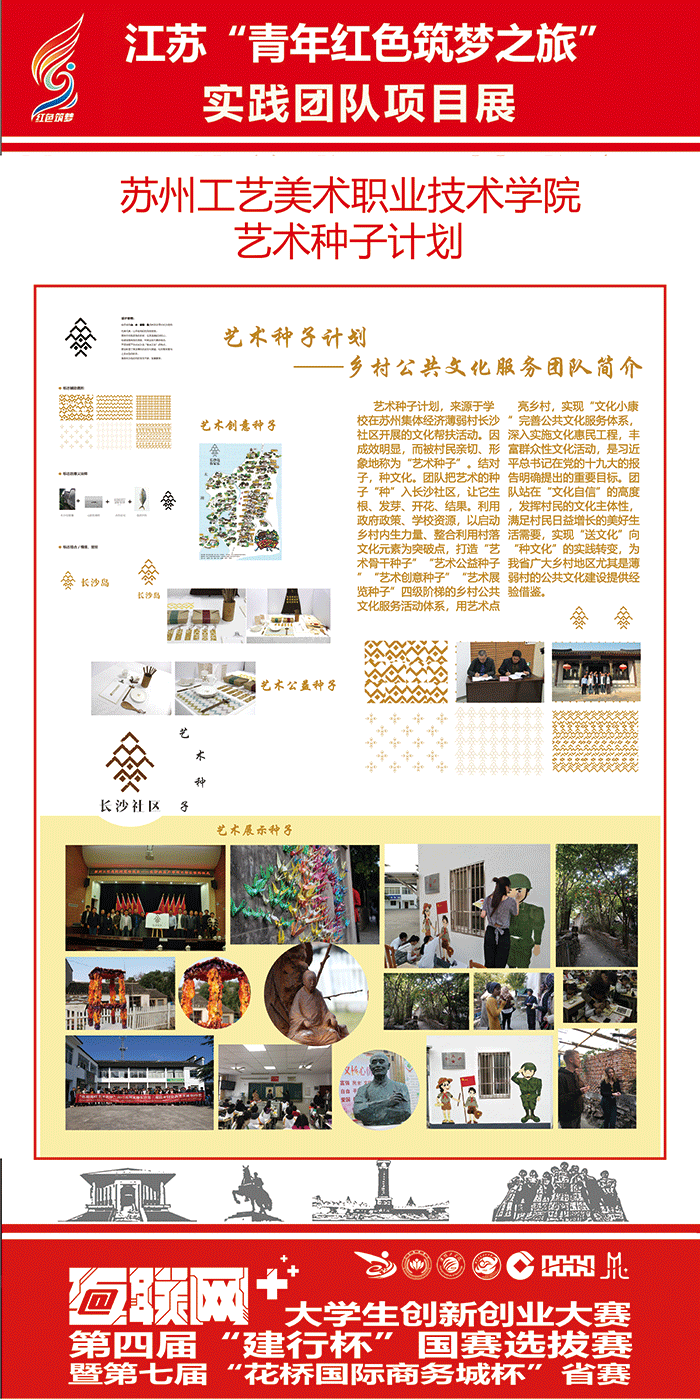 江苏“青年红色筑梦之旅”
实践团队项目展
红色筑梦
苏州工艺美术职业技术学院
艺术种子计划
艺术种子计划
——乡村公共文化服务团队简介
艺术创意种子
艺术种子计划，来源于学
校在苏州集体经济薄弱村长沙
社区开展的文化帮扶活动。因
成效明显，而被村民亲切、形
象地称为“艺术种子”。结对
子，种文化。团队把艺术的种
子“种”入长沙社区，让它生
根、发芽、开花、结果。利用
政府政策、学校资源，以启动
乡村内生力量、整合利用村落
文化元素为突破点，打造“艺
术骨干种子”“艺术公益种子
”“艺术创意种子”“艺术展
览种子”四级阶梯的乡村公共
文化服务活动体系，用艺术点
亮乡村，实现“文化小康
”完善公共文化服务体系，
深入实施文化惠民工程，丰
富群众性文化活动，是习近
平总书记在党的十九大的报
告明确提出的重要目标。团
队站在“文化自信”的高度
，发挥村民的文化主体性，
满足村民日益增长的美好生
活需要，实现“送文化”向
“种文化”的实践转变，为
我省广大乡村地区尤其是薄
弱村的公共文化建设提供经
验借鉴。
长沙岛
长沙岛
艺术公益种子
艺
术
种
子
长沙社区
艺术展示种子
互联网+
大学生创新创业大赛
第四届“建行杯”国赛选拔赛
暨第七届“花桥国际商务城杯”省赛